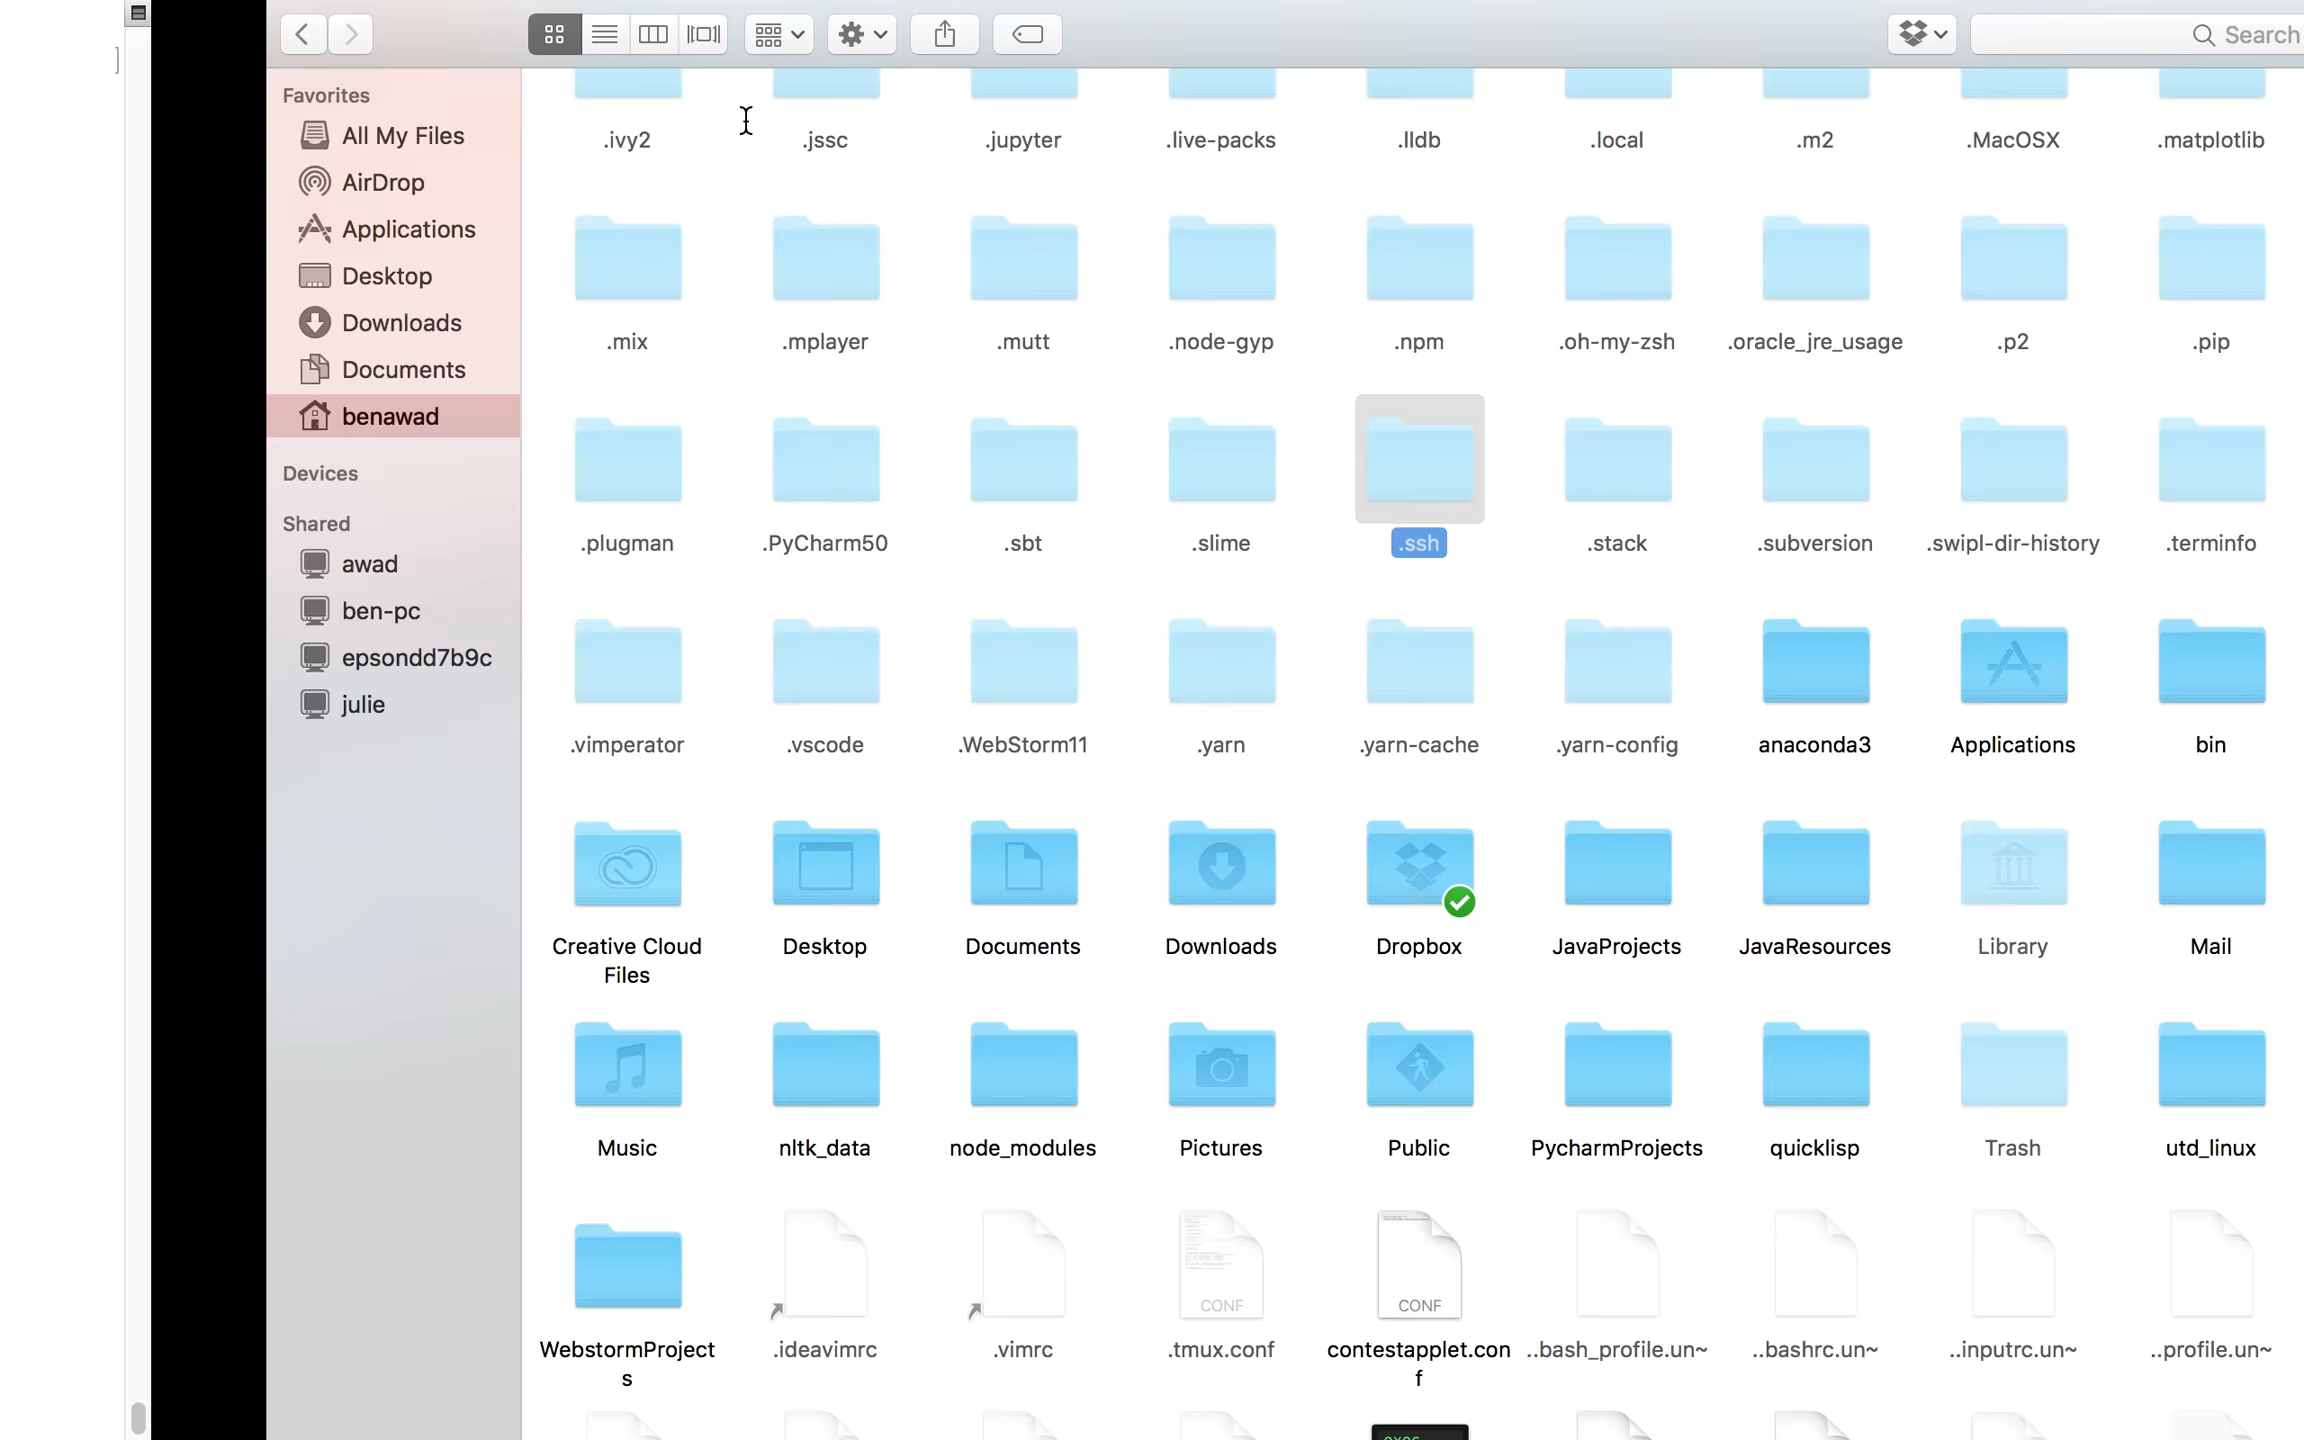 ]
Search
Favorites
All My Files
AirDrop
Applications
Desktop
Downloads
Documents
benawad
Devices
Shared
awad
ben-pc
epsondd7b9c
julie
.ivy2 .jssc .jupyter .live-packs .lldb .local .m2 .MacOSX .matplotlib
.mix .mplayer .mutt .node-gyp .npm .oh-my-zsh .oracle_jre_usage .p2 .pip
.plugman .PyCharm50 .sbt .slime .ssh .stack .subversion .swipl-dir-history .terminfo
.vimperator .vscode .WebStorm11 .yarn .yarn-cache .yarn-config anaconda3 Applications bin
Creative Cloud Desktop Documents Downloads Dropbox JavaProjects JavaResources Library Mail
Files
Music nltk_data node_modules Pictures Public PycharmProjects quicklisp Trash utd_linux
CONF CONF
WebstormProject .ideavimrc .vimrc .tmux.conf contestapplet.con ..bash_profile.un~ ..bashrc.un~ ..inputrc.un~ ..profile.un~
s f